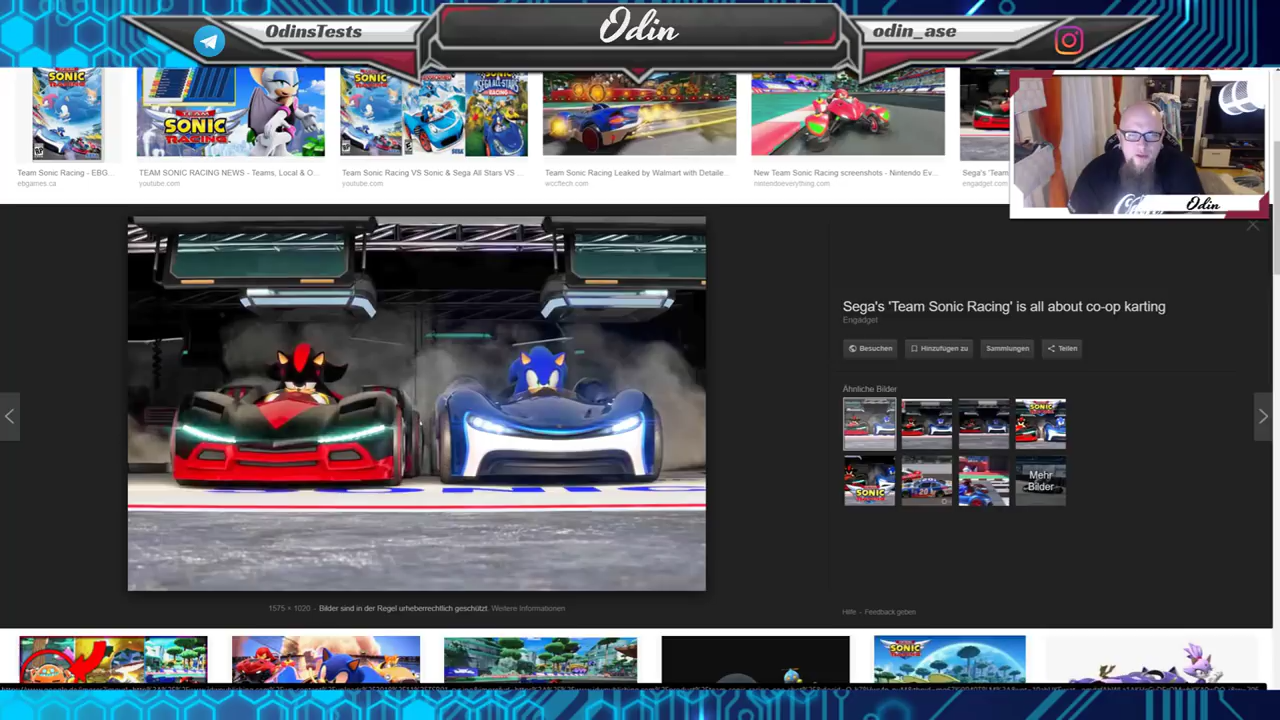 OdinsTests
Odin
odin_ase
SONIC
TEAM
SONIC
RACING
SONIC
Team Sonic Racing - EBG...
ebgames.ca
TEAM SONIC RACING NEWS - Teams, Local & O...
youtube.com
Team Sonic Racing VS Sonic & Sega All Stars VS ...
youtube.com
Team Sonic Racing Leaked by Walmart with Detaile...
wccftech.com
New Team Sonic Racing screenshots - Nintendo Ev...
nintendoeverything.com
Sega's 'Team
engadget.com
Odin
Sega's 'Team Sonic Racing' is all about co-op karting
Engadget
Besuchen
Hinzufügen zu
Sammlungen
Teilen
Ähnliche Bilder
SONIC
Mehr
Bilder
SONIC
1575 × 1020 - Bilder sind in der Regel urheberrechtlich geschützt. Weitere Informationen
Hilfe - Feedback geben
SONIC